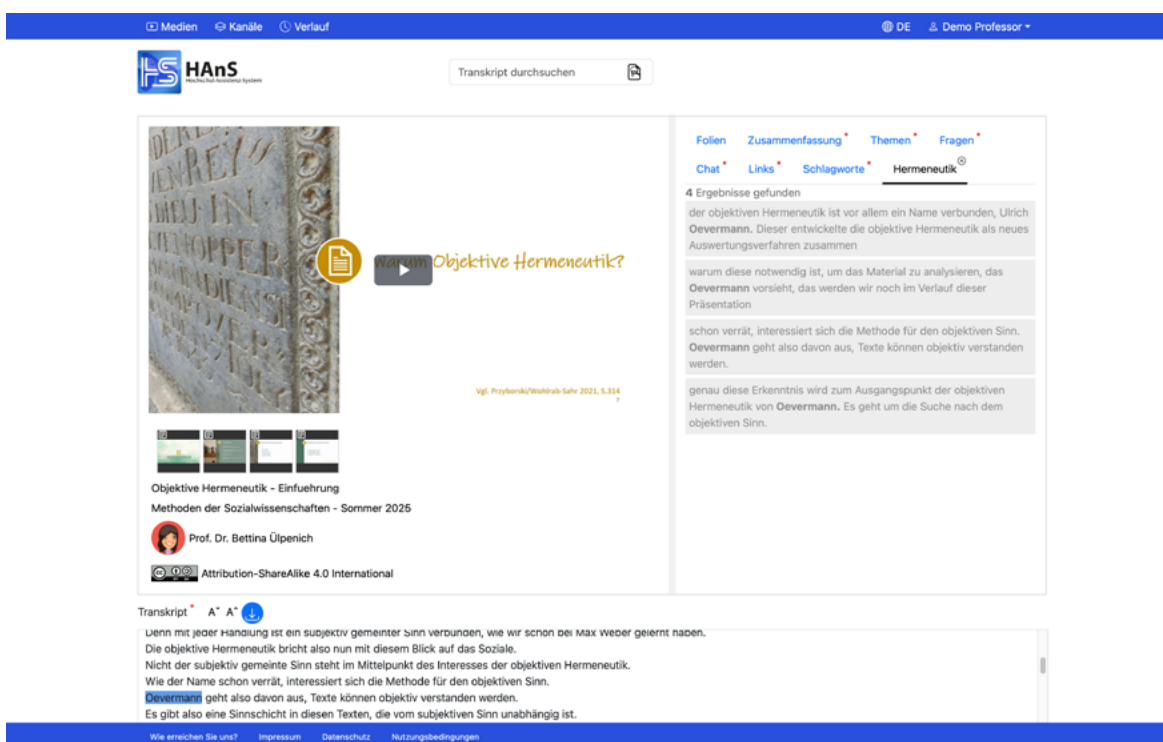 Medien Kanäle Verlauf DE Demo Professor
HAnS
Hochschul-Assistenz-System
Transkript durchsuchen
Warum Objektive Hermeneutik?
Vgl. Przyborski/Wohlrab-Sahr 2021, S.314
7
Objektive Hermeneutik - Einfuehrung
Methoden der Sozialwissenschaften - Sommer 2025
Prof. Dr. Bettina Ülpenich
Attribution-ShareAlike 4.0 International
Folien Zusammenfassung* Themen* Fragen*
Chat* Links* Schlagworte* Hermeneutik
4 Ergebnisse gefunden
der objektiven Hermeneutik ist vor allem ein Name verbunden, Ulrich
Oevermann. Dieser entwickelte die objektive Hermeneutik als neues
Auswertungsverfahren zusammen
warum diese notwendig ist, um das Material zu analysieren, das
Oevermann vorsieht, das werden wir noch im Verlauf dieser
Präsentation
schon verrät, interessiert sich die Methode für den objektiven Sinn.
Oevermann geht also davon aus, Texte können objektiv verstanden
werden.
genau diese Erkenntnis wird zum Ausgangspunkt der objektiven
Hermeneutik von Oevermann. Es geht um die Suche nach dem
objektiven Sinn.
Transkript* A˅ A˄
Denn mit jeder Handlung ist ein subjektiv gemeinter Sinn verbunden, wie wir schon bei Max Weber gelernt haben.
Die objektive Hermeneutik bricht also nun mit diesem Blick auf das Soziale.
Nicht der subjektiv gemeinte Sinn steht im Mittelpunkt des Interesses der objektiven Hermeneutik.
Wie der Name schon verrät, interessiert sich die Methode für den objektiven Sinn.
Oevermann geht also davon aus, Texte können objektiv verstanden werden.
Es gibt also eine Sinnschicht in diesen Texten, die vom subjektiven Sinn unabhängig ist.
Wie erreichen Sie uns? Impressum Datenschutz Nutzungsbedingungen